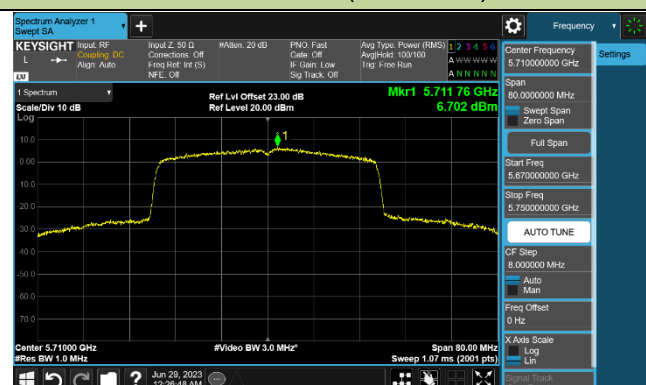 Spectrum Analyzer 1
Swept SA
+
Frequency
KEYSIGHT
L
LXI
Input: RF
Coupling: DC
Align: Auto
Input Z: 50 Ω
Corrections: Off
Freq Ref: Int (S)
NFE: Off
#Atten: 20 dB
PNO: Fast
Gate: Off
IF Gain: Low
Sig Track: Off
Avg Type: Power (RMS)
Avg|Hold: 100/100
Trig: Free Run
1 2 3 4 5 6
A W W W W W
A N N N N N
Center Frequency
5.710000000 GHz
Settings
1 Spectrum
Scale/Div 10 dB
Ref Lvl Offset 23.00 dB
Ref Level 20.00 dBm
Mkr1 5.711 76 GHz
6.702 dBm
Span
80.0000000 MHz
Swept Span
Zero Span
Full Span
Start Freq
5.670000000 GHz
Stop Freq
5.750000000 GHz
AUTO TUNE
CF Step
8.000000 MHz
Auto
Man
Freq Offset
0 Hz
X Axis Scale
Log
Lin
Signal Track
Log
10.0
0.00
-10.0
-20.0
-30.0
-40.0
-50.0
-60.0
-70.0
1
Center 5.71000 GHz
#Res BW 1.0 MHz
#Video BW 3.0 MHz*
Span 80.00 MHz
Sweep 1.07 ms (2001 pts)
?
Jun 29, 2023
12:26:48 AM